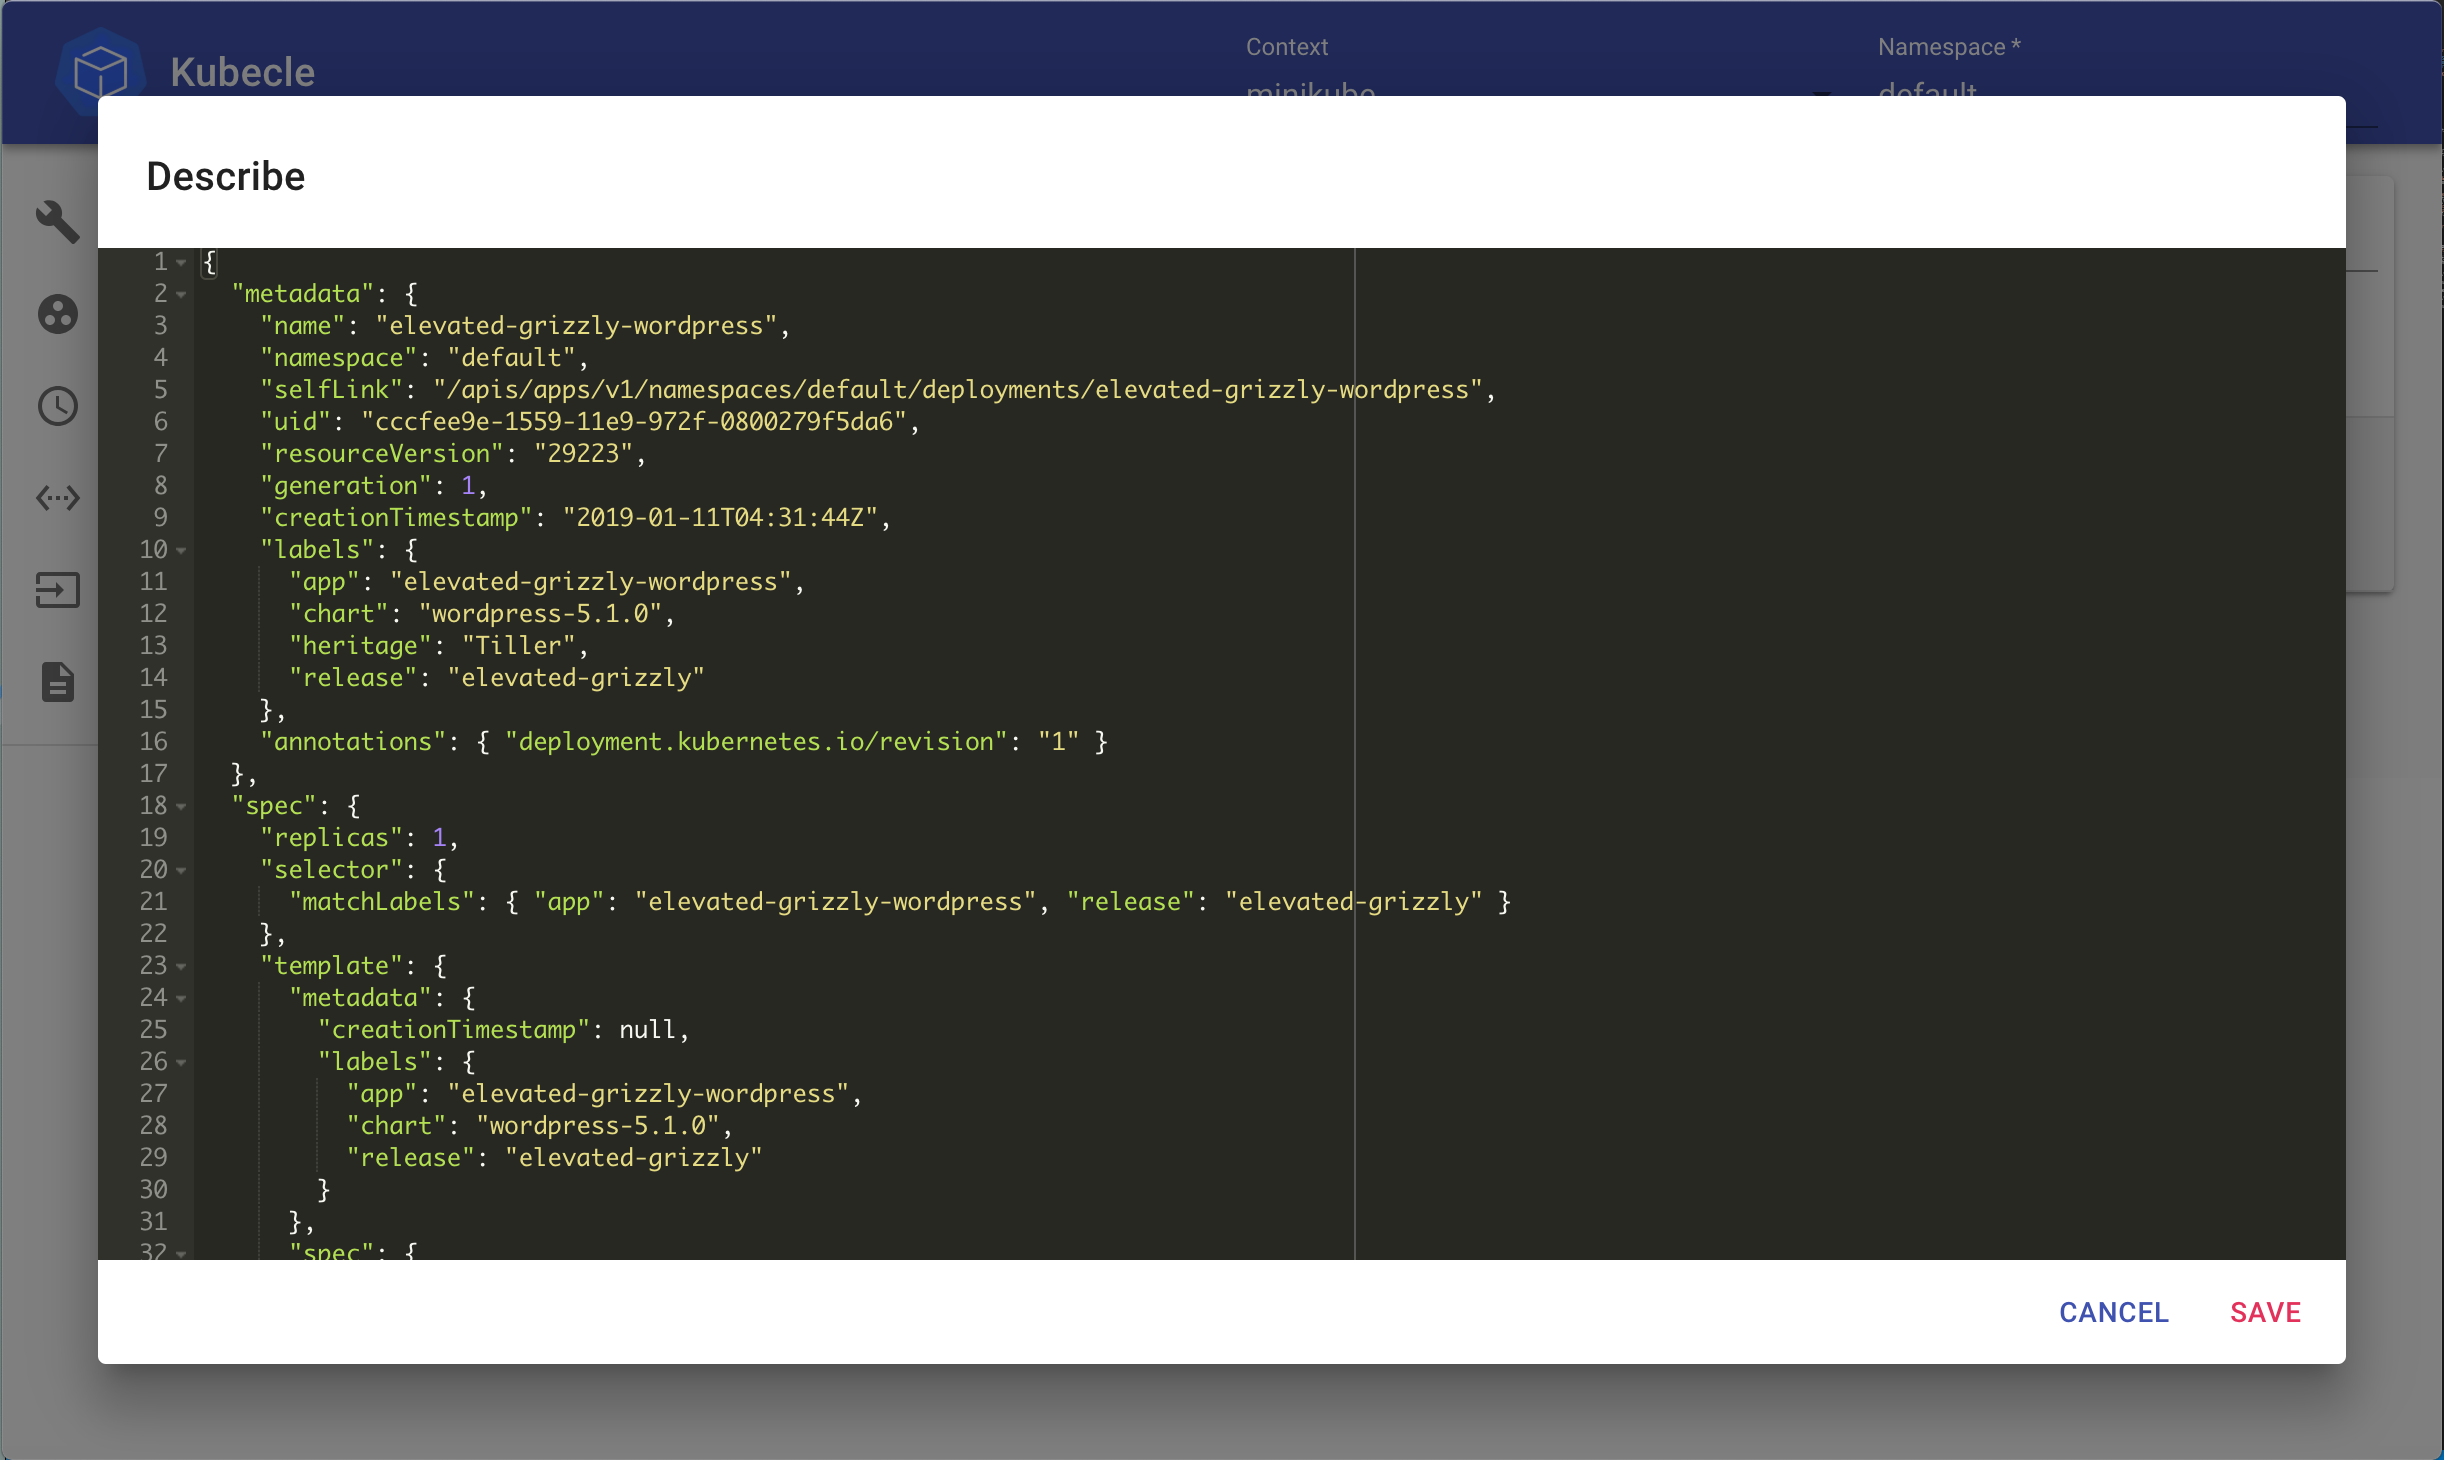 Kubecle
Context
Namespace *
minikube
default
Describe
1 {
2   "metadata": {
3     "name": "elevated-grizzly-wordpress",
4     "namespace": "default",
5     "selfLink": "/apis/apps/v1/namespaces/default/deployments/elevated-grizzly-wordpress",
6     "uid": "cccfee9e-1559-11e9-972f-0800279f5da6",
7     "resourceVersion": "29223",
8     "generation": 1,
9     "creationTimestamp": "2019-01-11T04:31:44Z",
10     "labels": {
11       "app": "elevated-grizzly-wordpress",
12       "chart": "wordpress-5.1.0",
13       "heritage": "Tiller",
14       "release": "elevated-grizzly"
15     },
16     "annotations": { "deployment.kubernetes.io/revision": "1" }
17   },
18   "spec": {
19     "replicas": 1,
20     "selector": {
21       "matchLabels": { "app": "elevated-grizzly-wordpress", "release": "elevated-grizzly" }
22     },
23     "template": {
24       "metadata": {
25         "creationTimestamp": null,
26         "labels": {
27           "app": "elevated-grizzly-wordpress",
28           "chart": "wordpress-5.1.0",
29           "release": "elevated-grizzly"
30         }
31       },
32       "spec": {
CANCEL
SAVE